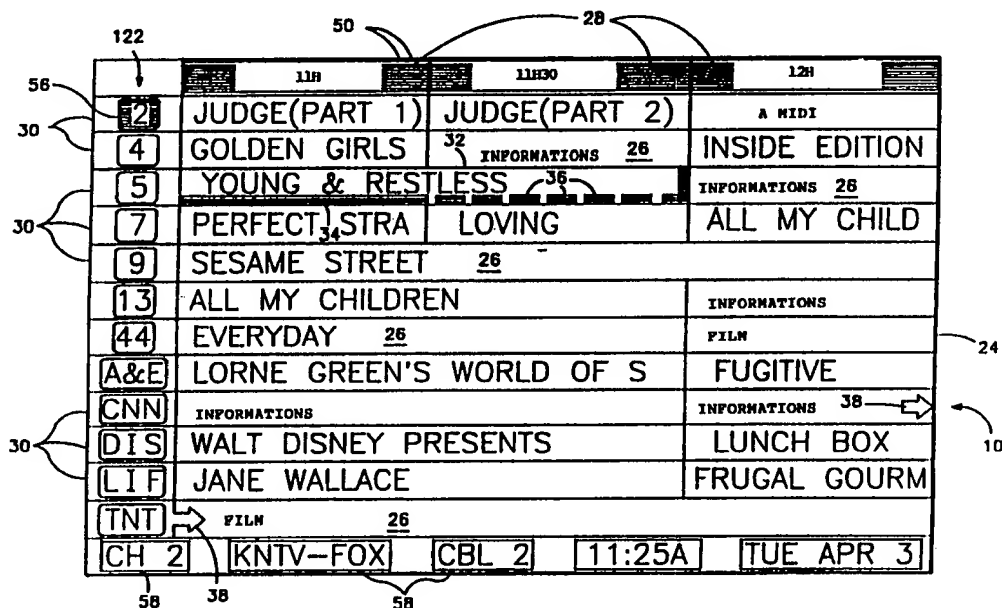 50 28
122
11H 11H30 12H
56 2 JUDGE(PART 1) JUDGE(PART 2) A MIDI
30 4 GOLDEN GIRLS 32 INFORMATIONS 26 INSIDE EDITION
5 YOUNG & RESTLESS 36 INFORMATIONS 26
30 7 PERFECT STRA 34 LOVING ALL MY CHILD
9 SESAME STREET 26
13 ALL MY CHILDREN INFORMATIONS
44 EVERYDAY 26 FILM 24
A&E LORNE GREEN'S WORLD OF S FUGITIVE
CNN INFORMATIONS INFORMATIONS 38
30 DIS WALT DISNEY PRESENTS LUNCH BOX 10
LIF JANE WALLACE FRUGAL GOURM
TNT FILM 26
CH 2 KNTV-FOX CBL 2 11:25A TUE APR 3
58 38 58